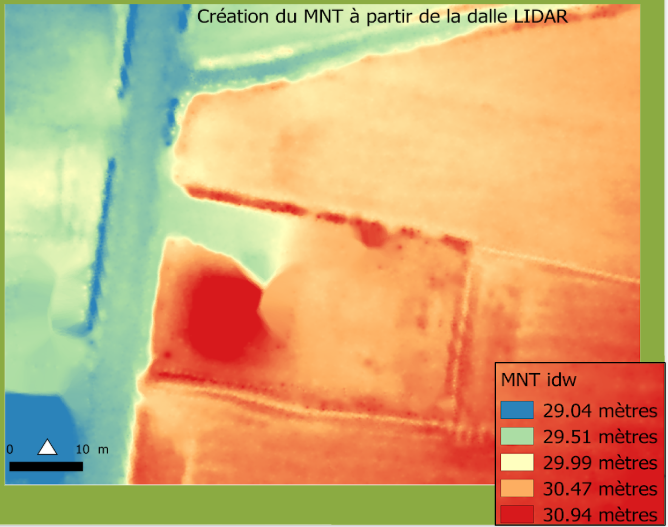 Création du MNT à partir de la dalle LIDAR
0 10 m
MNT idw
29.04 mètres
29.51 mètres
29.99 mètres
30.47 mètres
30.94 mètres